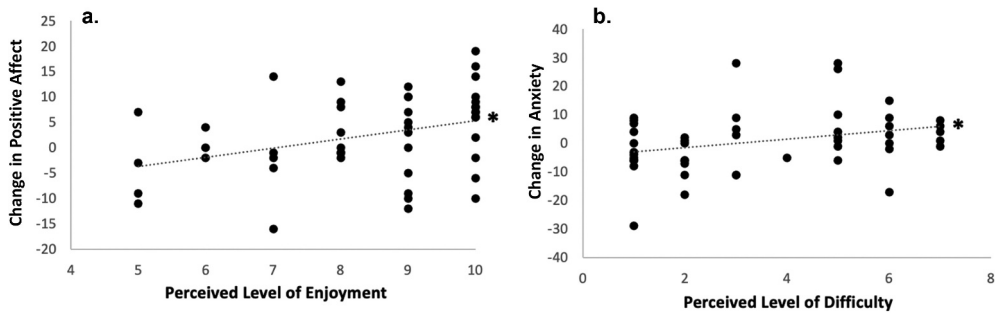 a.
Change in Positive Affect
25
20
15
10
5
0
-5
-10
-15
-20
4 5 6 7 8 9 10
Perceived Level of Enjoyment
*
b.
Change in Anxiety
40
30
20
10
0
-10
-20
-30
-40
0 2 4 6 8
Perceived Level of Difficulty
*